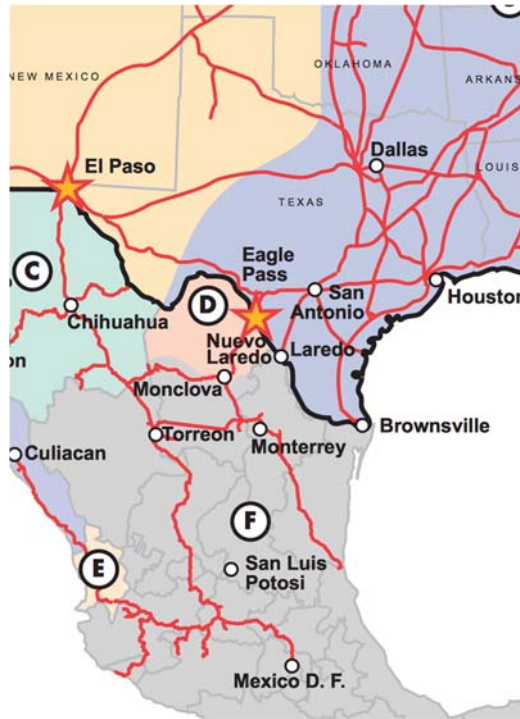 NEW MEXICO
OKLAHOMA
ARKANS
Dallas
El Paso
LOUIS
TEXAS
Eagle
Pass
C
D
San
Antonio
Houston
Chihuahua
Nuevo
Laredo
Laredo
on
Monclova
Torreon
Monterrey
Brownsville
Culiacan
F
E
San Luis
Potosi
Mexico D. F.